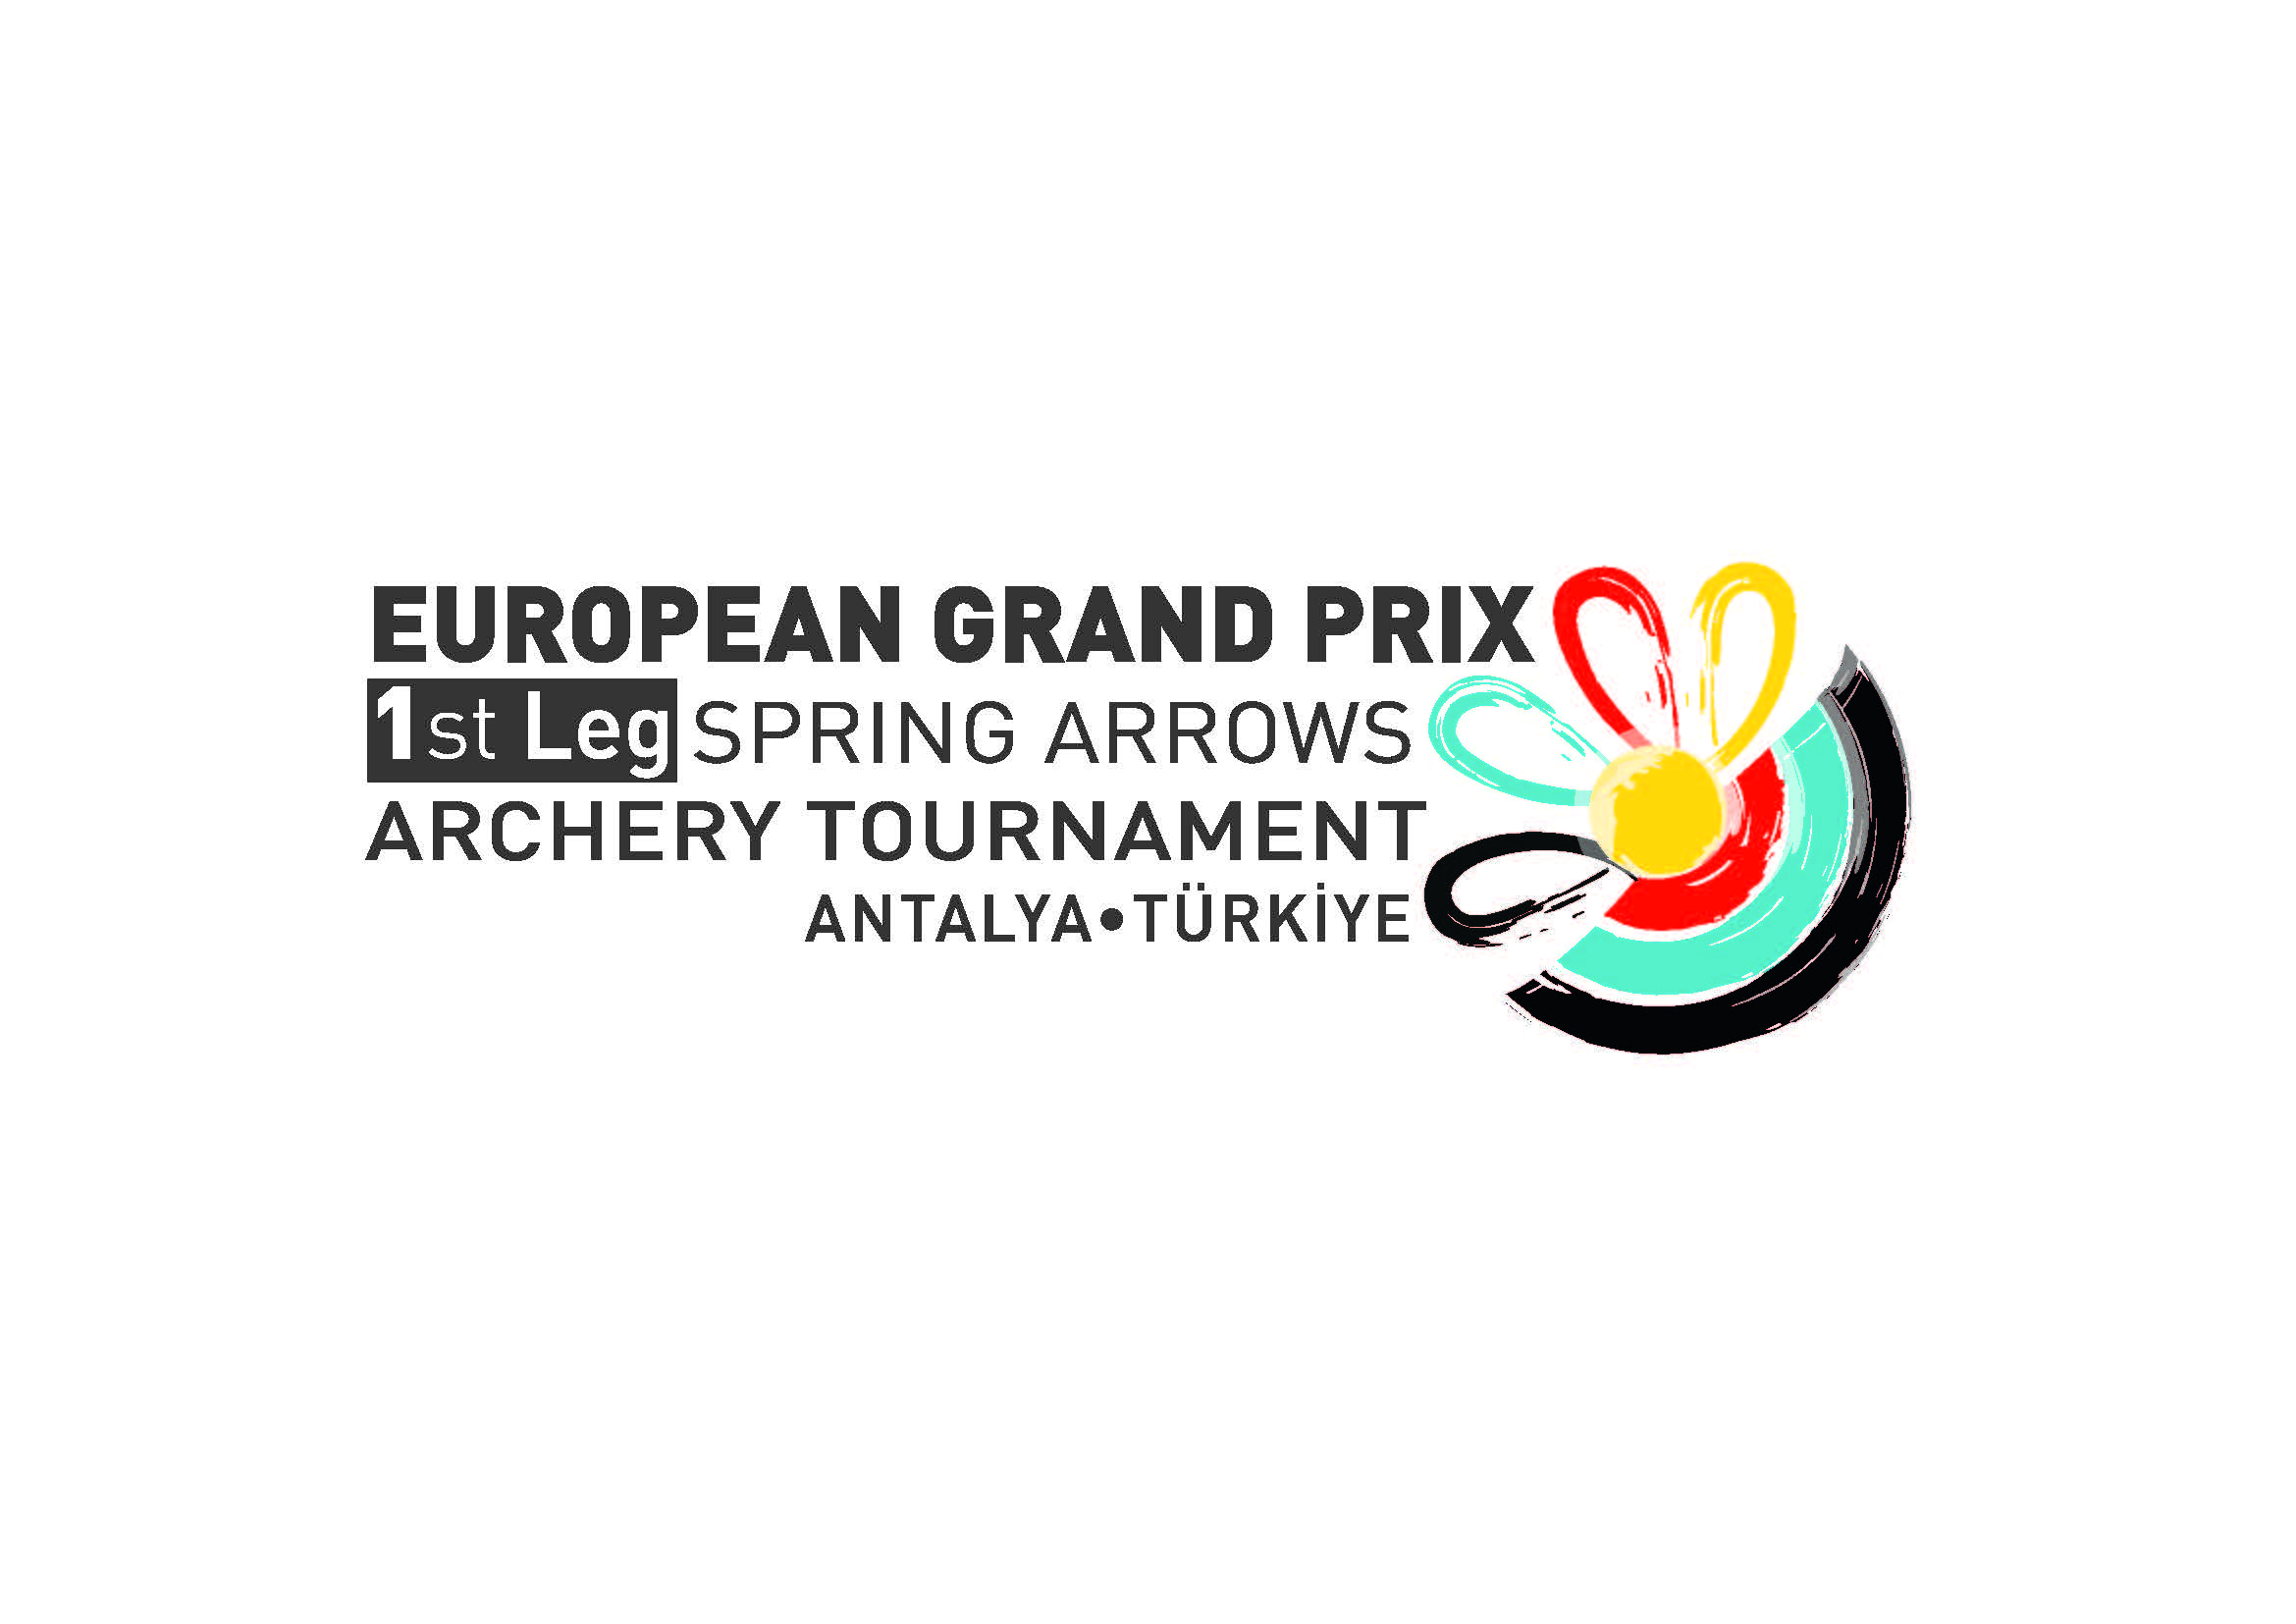 EUROPEAN GRAND PRIX
1st Leg SPRING ARROWS
ARCHERY TOURNAMENT
ANTALYA•TÜRKİYE